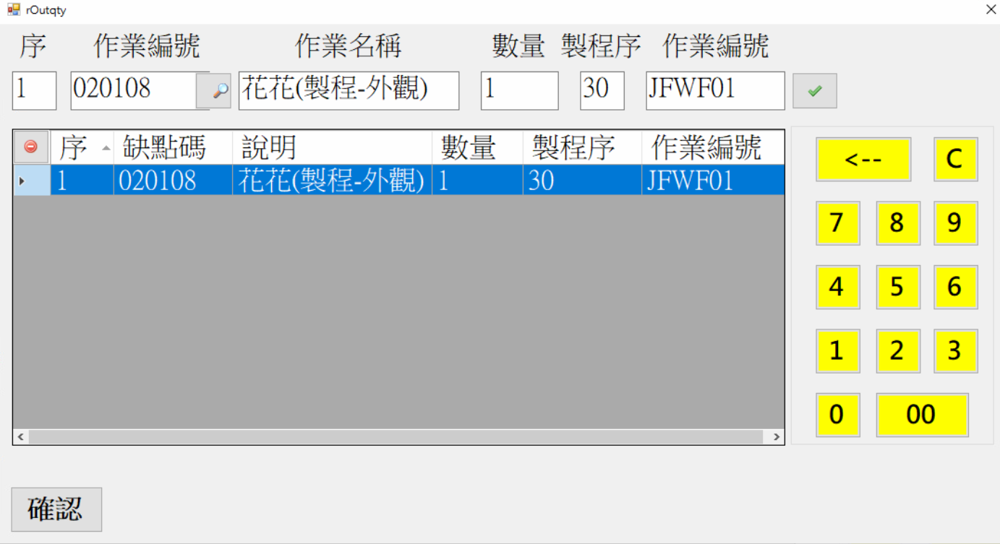 rOutqty
序 作業編號 作業名稱 數量 製程序 作業編號
1 020108 花花(製程-外觀) 1 30 JFWF01
序 缺點碼 說明 數量 製程序 作業編號
1 020108 花花(製程-外觀) 1 30 JFWF01
<-- C
7 8 9
4 5 6
1 2 3
0 00
確認